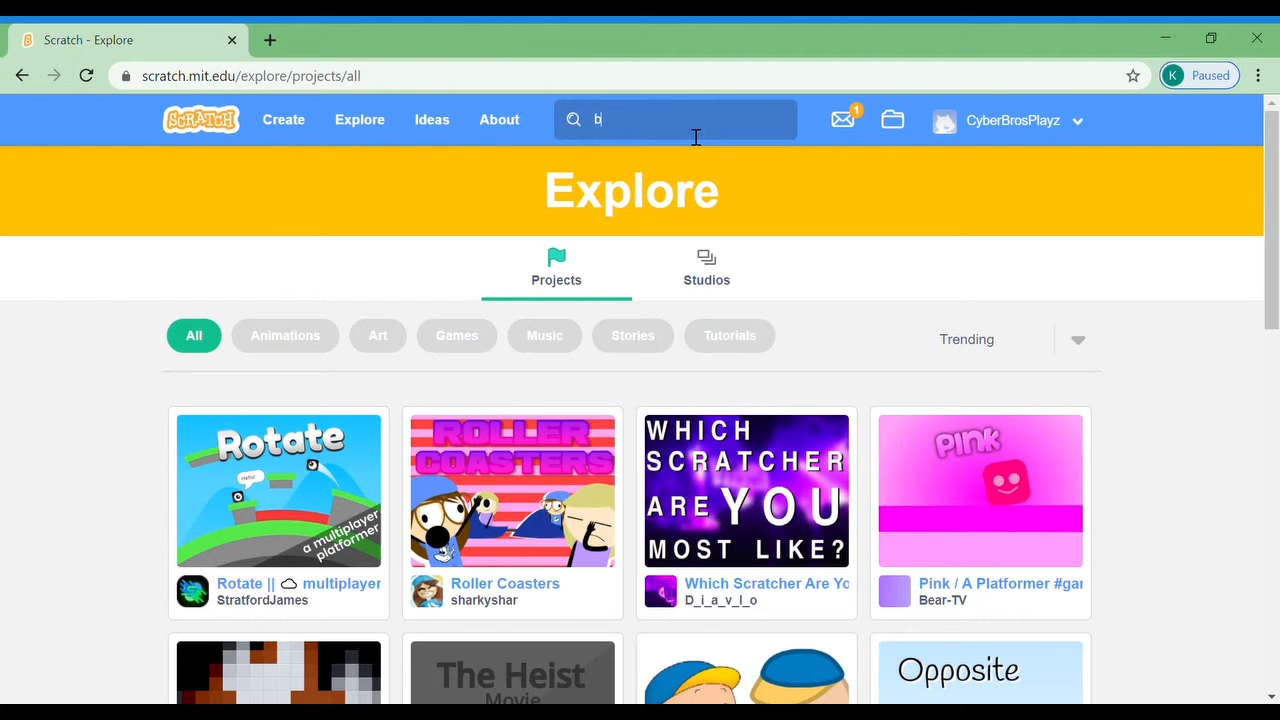 Scratch - Explore
scratch.mit.edu/explore/projects/all
K Paused
SCRATCH Create Explore Ideas About b 1 CyberBrosPlayz
Explore
Projects Studios
All Animations Art Games Music Stories Tutorials Trending
Rotate
Hello!
a multiplayer
platformer
Rotate || ☁ multiplayer
StratfordJames
ROLLER
COASTERS
Roller Coasters
sharkyshar
WHICH
SCRATCHER
ARE YOU
MOST LIKE?
Which Scratcher Are Yo
D_i_a_v_l_o
PiNK
Pink / A Platformer #gar
Bear-TV
The Heist
Movie
Opposite